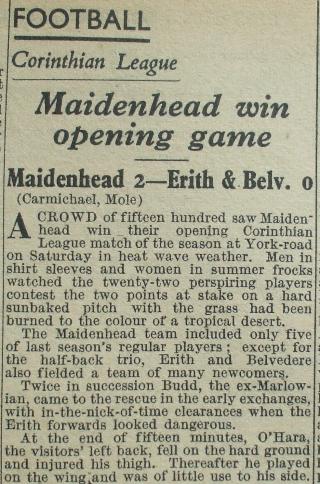 FOOTBALL
Corinthian League
Maidenhead win
opening game
Maidenhead 2—Erith & Belv. 0
(Carmichael, Mole)
A CROWD of fifteen hundred saw Maiden-
head win their opening Corinthian
League match of the season at York-road
on Saturday in heat wave weather. Men in
shirt sleeves and women in summer frocks
watched the twenty-two perspiring players
contest the two points at stake on a hard
sunbaked pitch with the grass had been
burned to the colour of a tropical desert.
The Maidenhead team included only five
of last season's regular players; except for
the half-back trio, Erith and Belvedere
also fielded a team of many newcomers.
Twice in succession Budd, the ex-Marlow-
ian, came to the rescue in the early exchanges,
with in-the-nick-of-time clearances when the
Erith forwards looked dangerous.
At the end of fifteen minutes, O'Hara,
the visitors' left back, fell on the hard ground
and injured his thigh. Thereafter he played
on the wing and was of little use to his side.